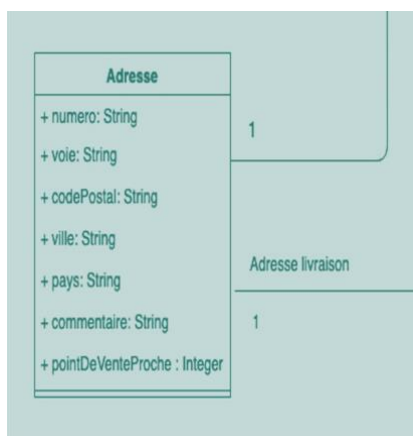 Adresse
+ numero: String
+ voie: String
+ codePostal: String
+ ville: String
+ pays: String
+ commentaire: String
+ pointDeVenteProche : Integer
1
Adresse livraison
1